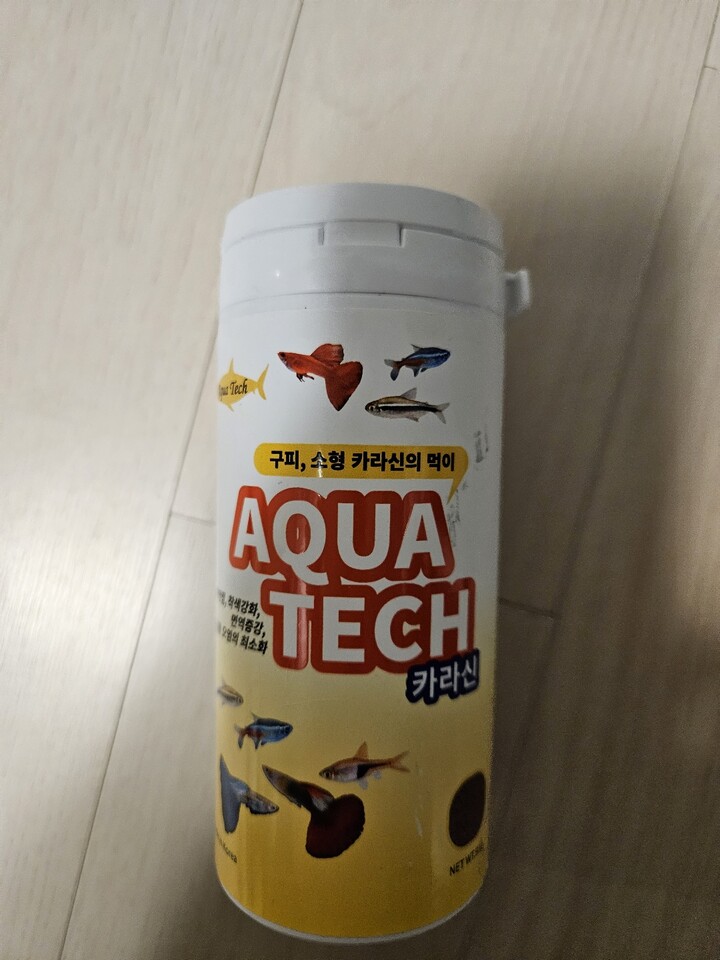 Aqua Tech
구피, 소형 카라신의 먹이
AQUA
TECH
카라신
착색강화,
면역증강,
오염의 최소화
Korea
NET WT.